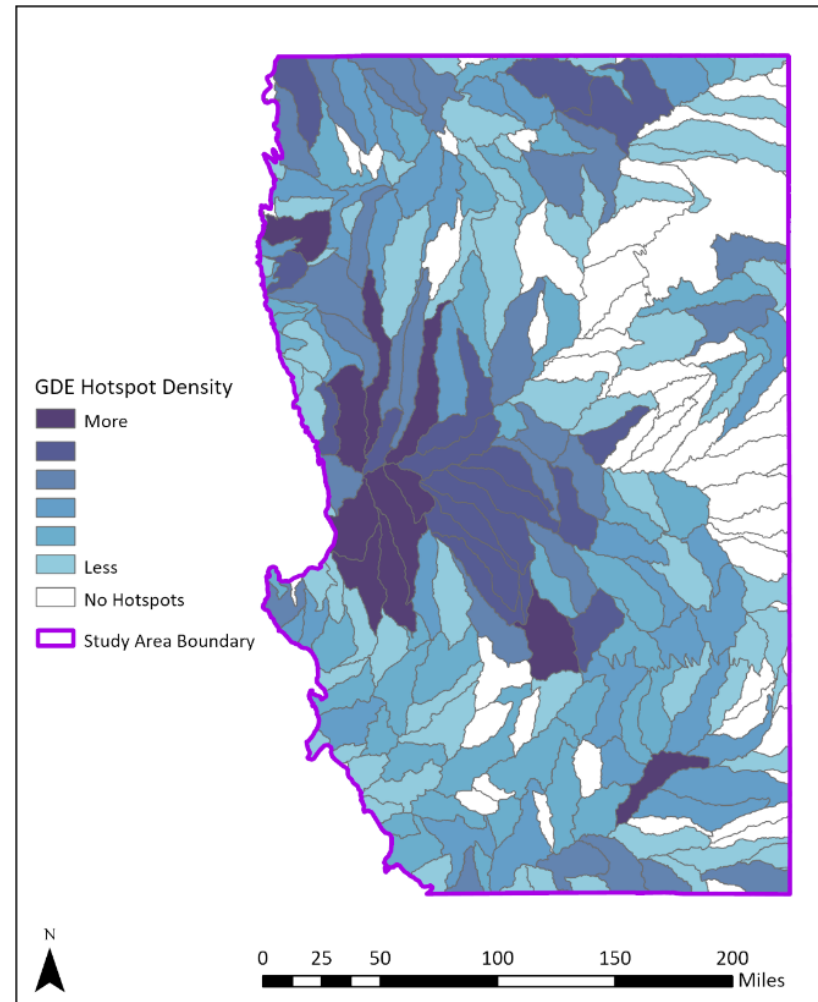 GDE Hotspot Density
More
Less
No Hotspots
Study Area Boundary
N
0 25 50 100 150 200
Miles